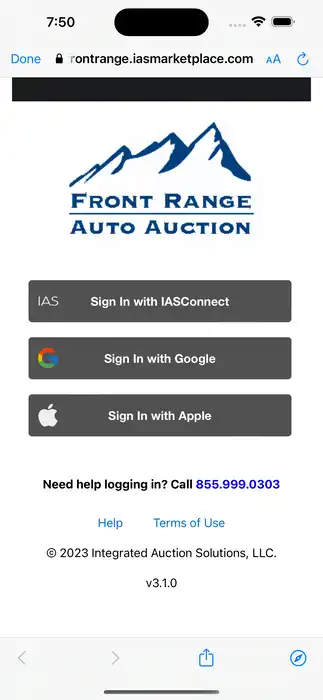 7:50
Done
rontrange.iasmarketplace.com
AA
FRONT RANGE
AUTO AUCTION
IAS
Sign In with IASConnect
Sign In with Google
Sign In with Apple
Need help logging in? Call 855.999.0303
Help
Terms of Use
© 2023 Integrated Auction Solutions, LLC.
v3.1.0